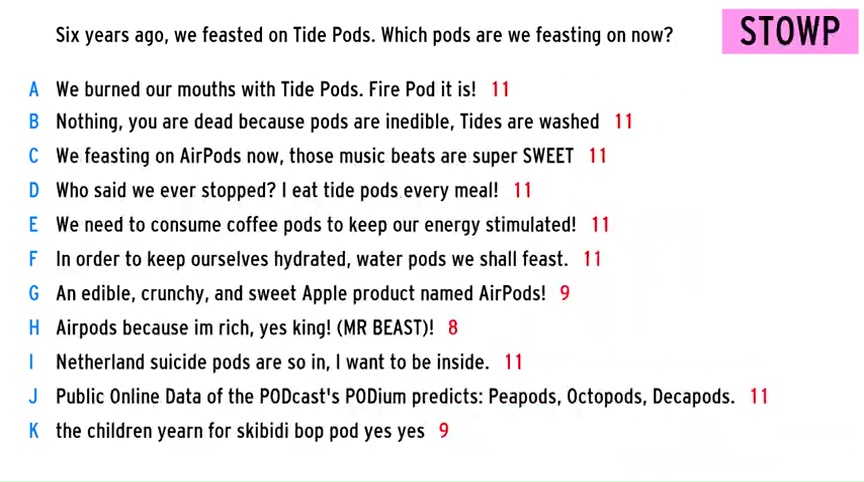 Six years ago, we feasted on Tide Pods. Which pods are we feasting on now?
STOWP
A We burned our mouths with Tide Pods. Fire Pod it is! 11
B Nothing, you are dead because pods are inedible, Tides are washed 11
C We feasting on AirPods now, those music beats are super SWEET 11
D Who said we ever stopped? I eat tide pods every meal! 11
E We need to consume coffee pods to keep our energy stimulated! 11
F In order to keep ourselves hydrated, water pods we shall feast. 11
G An edible, crunchy, and sweet Apple product named AirPods! 9
H Airpods because im rich, yes king! (MR BEAST)! 8
I Netherland suicide pods are so in, I want to be inside. 11
J Public Online Data of the PODcast's PODium predicts: Peapods, Octopods, Decapods. 11
K the children yearn for skibidi bop pod yes yes 9